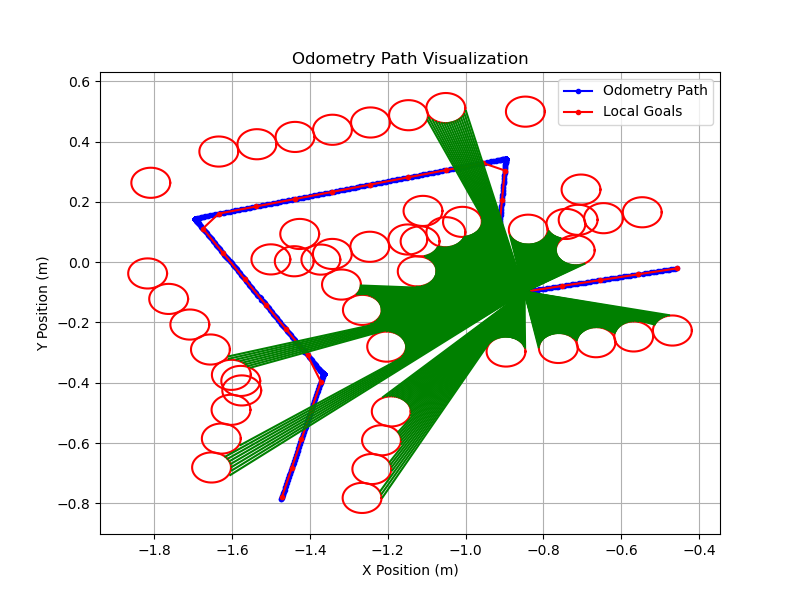 Odometry Path Visualization
Odometry Path
Local Goals
Y Position (m)
0.6
0.4
0.2
0.0
−0.2
−0.4
−0.6
−0.8
−1.8 −1.6 −1.4 −1.2 −1.0 −0.8 −0.6 −0.4
X Position (m)